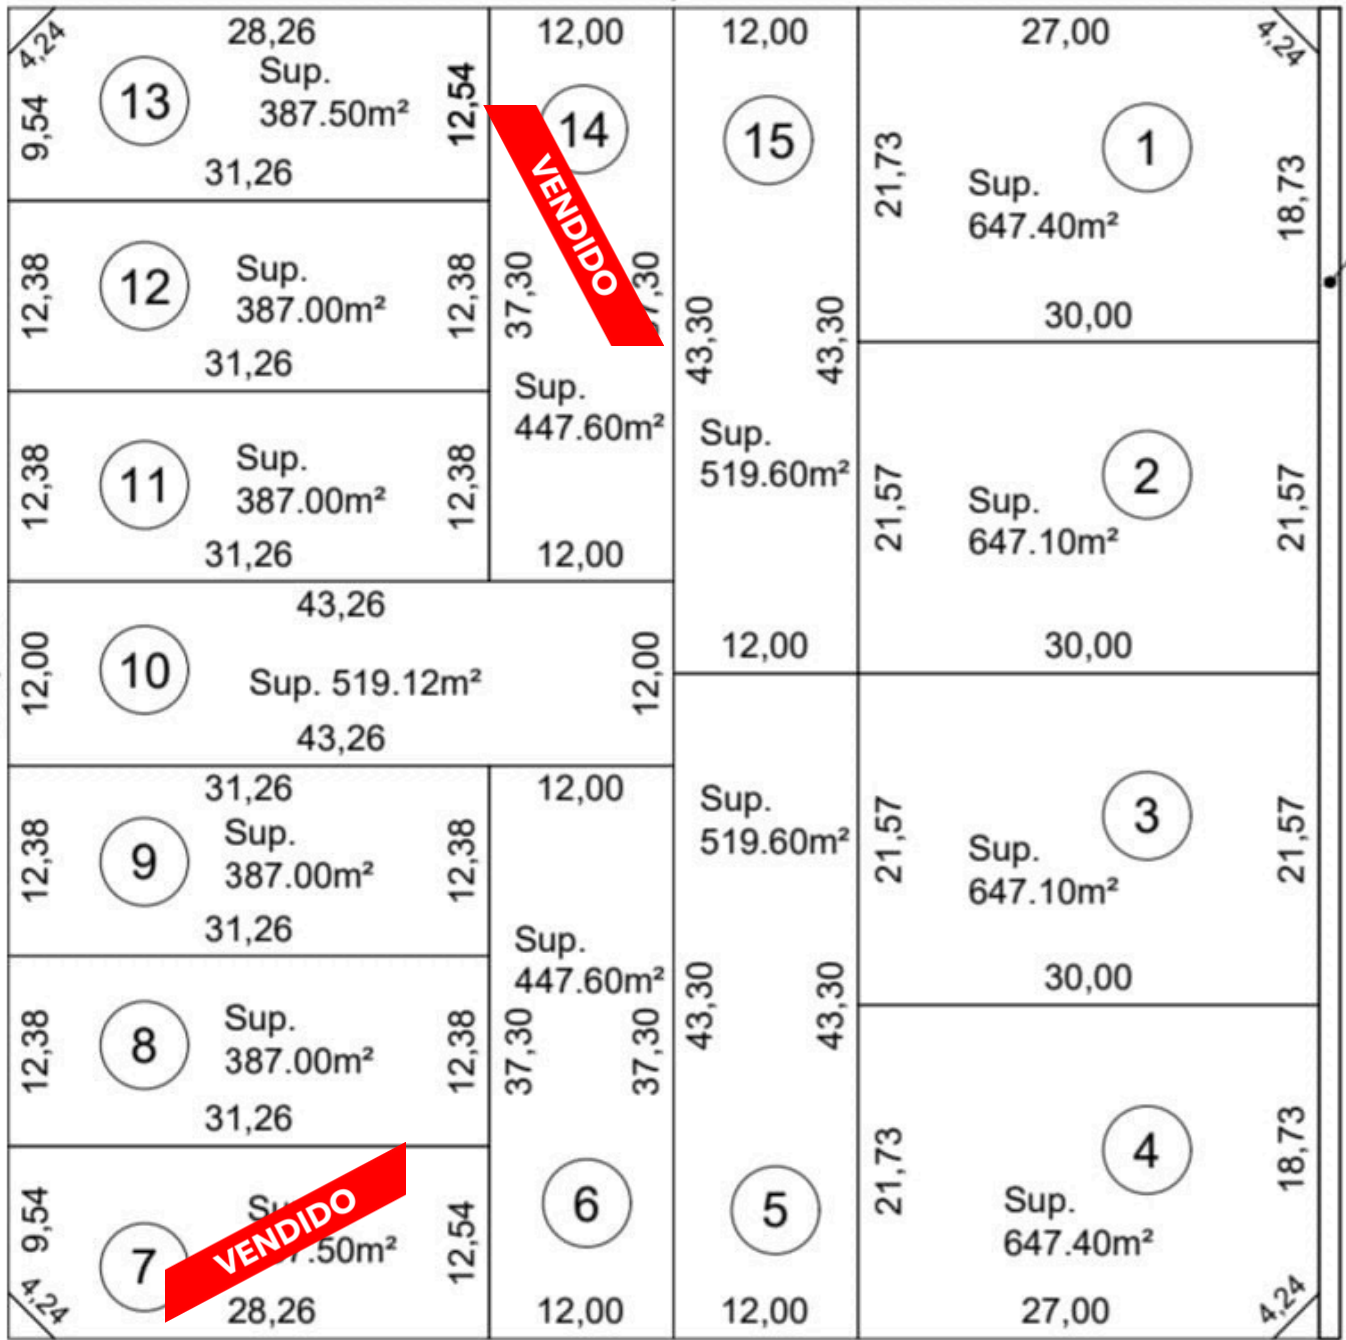 4,24
28,26
13
Sup.
387.50m²
9,54
12,54
31,26
12
Sup.
387.00m²
12,38
12,38
31,26
11
Sup.
387.00m²
12,38
12,38
31,26
12,00
14
VENDIDO
37,30
Sup.
447.60m²
12,00
12,00
15
43,30
43,30
Sup.
519.60m²
12,00
27,00
4,24
1
21,73
18,73
Sup.
647.40m²
30,00
2
21,57
21,57
Sup.
647.10m²
30,00
43,26
12,00
10
Sup. 519.12m²
12,00
43,26
31,26
9
Sup.
387.00m²
12,38
12,38
31,26
8
Sup.
387.00m²
12,38
12,38
31,26
9,54
7
VENDIDO
12,54
4,24
28,26
12,00
Sup.
447.60m²
37,30
37,30
6
12,00
Sup.
519.60m²
43,30
43,30
5
12,00
3
21,57
21,57
Sup.
647.10m²
30,00
4
21,73
18,73
Sup.
647.40m²
27,00
4,24